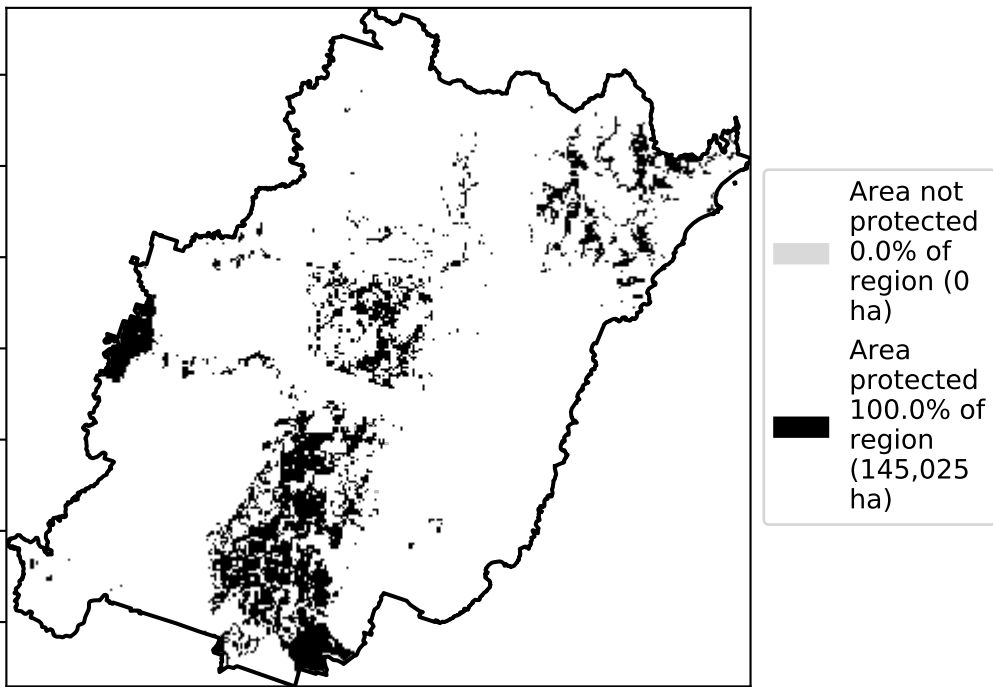 Area not
protected
0.0% of
region (0
ha)
Area
protected
100.0% of
region
(145,025
ha)